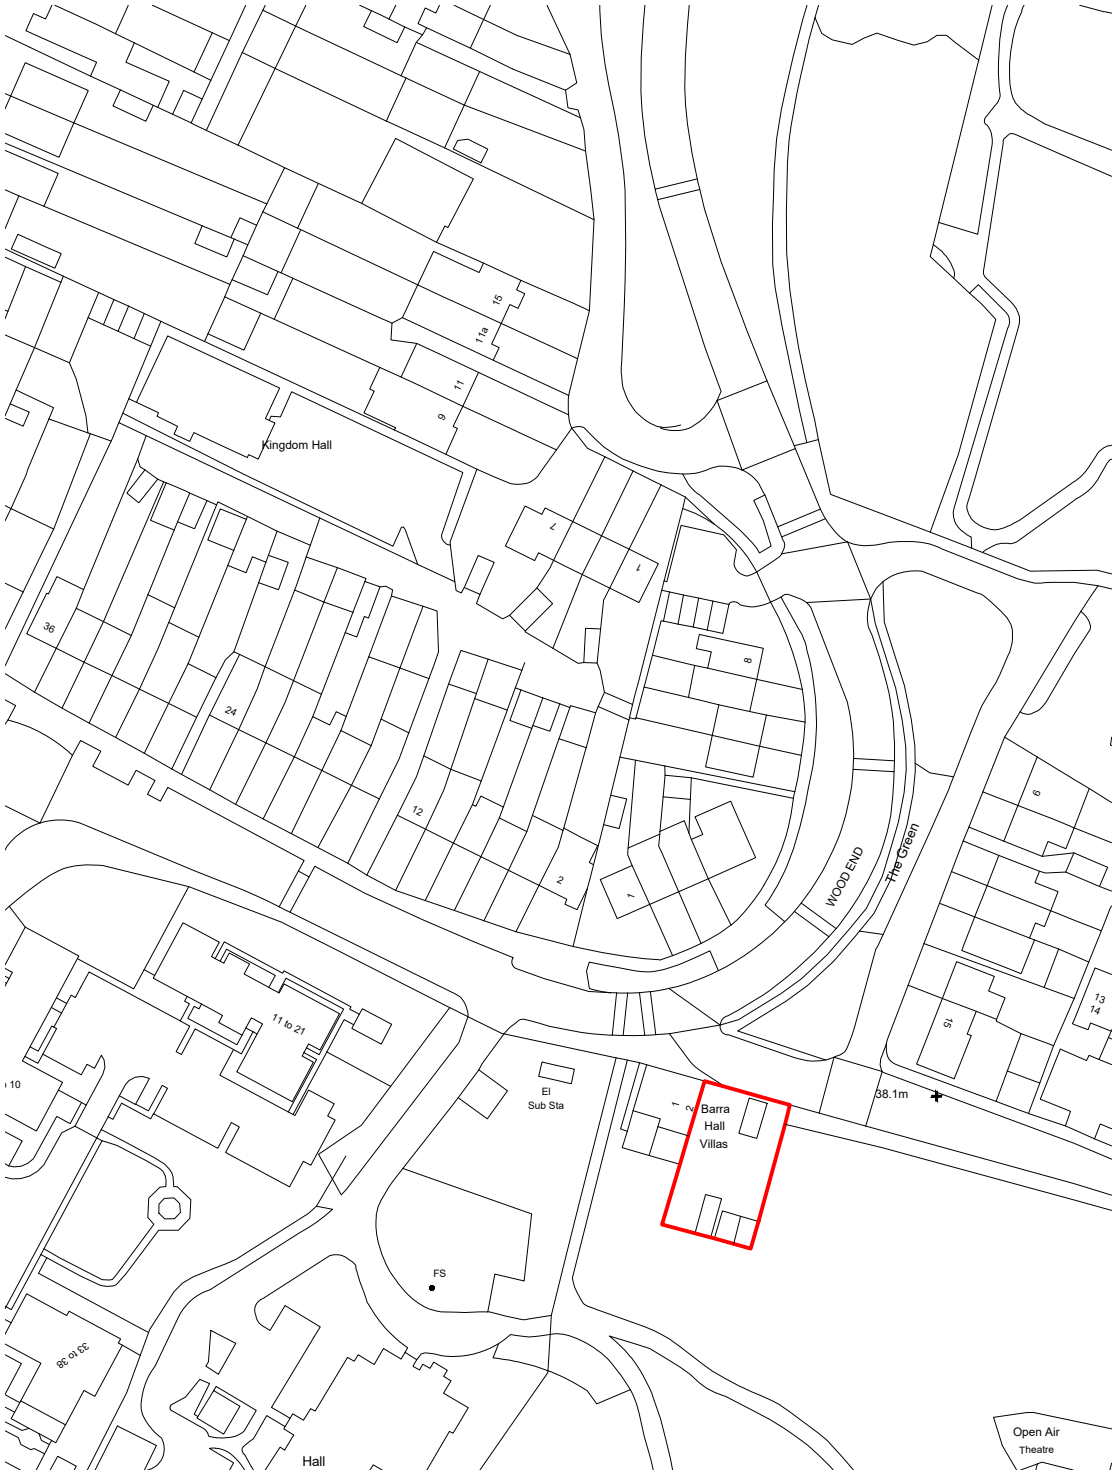 15
11a
11
9
Kingdom Hall
7
1
36
8
24
12
2
1
6
WOOD END
The Green
11 to 21
15
13
14
10
El
Sub Sta
1
2
Barra
Hall
Villas
38.1m
FS
33 to 38
Hall
Open Air
Theatre